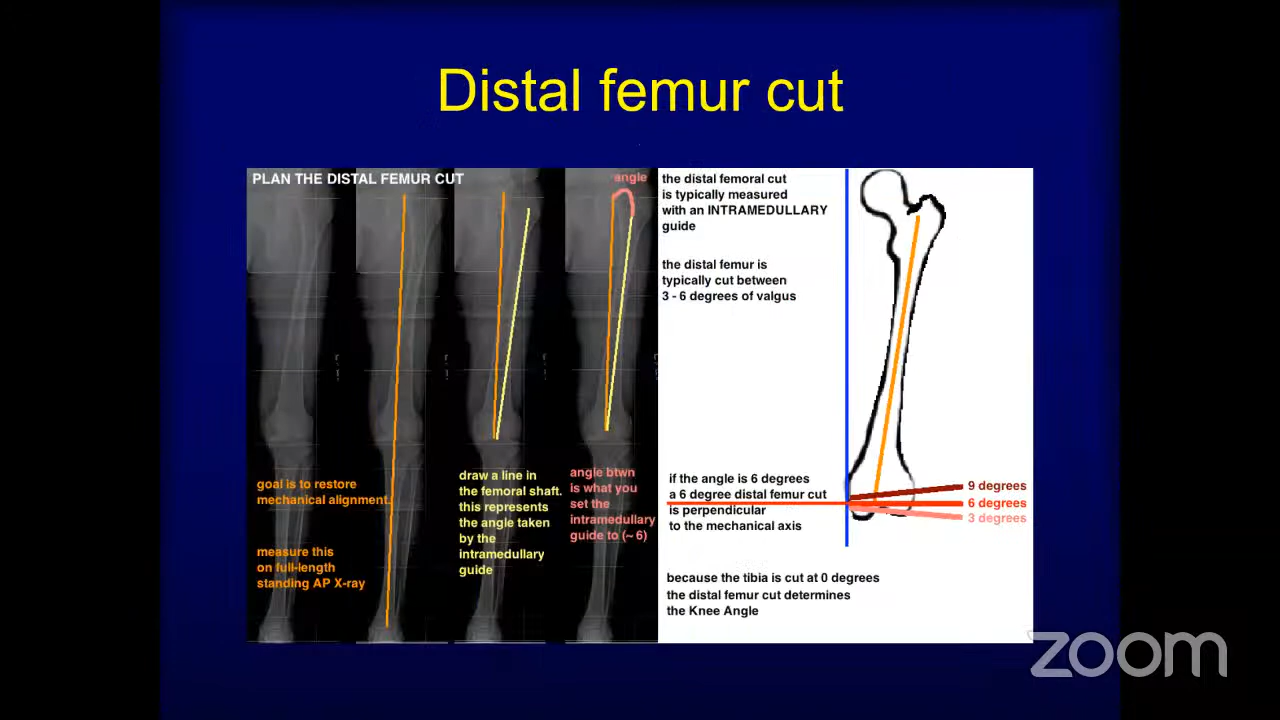 Distal femur cut
PLAN THE DISTAL FEMUR CUT
goal is to restore
mechanical alignment.
measure this
on full-length
standing AP X-ray
draw a line in
the femoral shaft.
this represents
the angle taken
by the
intramedullary
guide
angle
angle btwn
is what you
set the
intramedullary
guide to (~ 6)
the distal femoral cut
is typically measured
with an INTRAMEDULLARY
guide
the distal femur is
typically cut between
3 - 6 degrees of valgus
if the angle is 6 degrees
a 6 degree distal femur cut
is perpendicular
to the mechanical axis
9 degrees
6 degrees
3 degrees
because the tibia is cut at 0 degrees
the distal femur cut determines
the Knee Angle
zoom